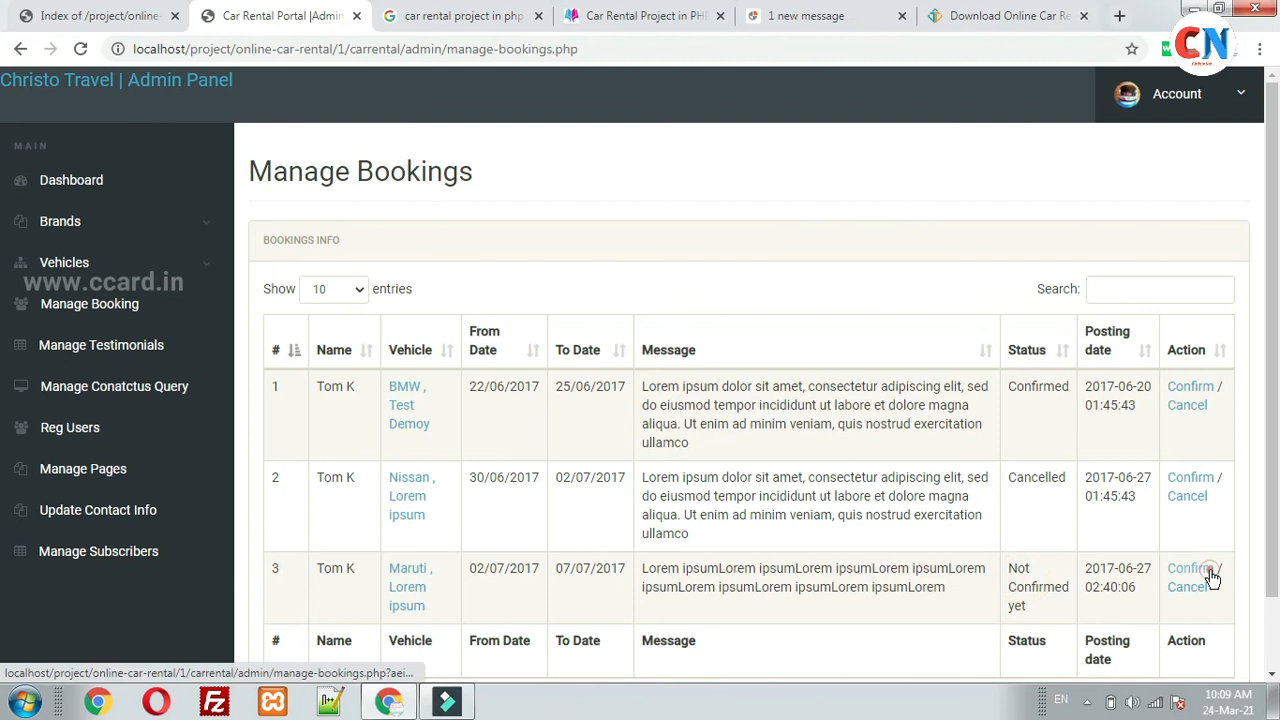 Index of /project/online-
Car Rental Portal |Admin
car rental project in php
Car Rental Project in PH
1 new message
Download Online Car Re
localhost/project/online-car-rental/1/carrental/admin/manage-bookings.php
CN
Christo Travel | Admin Panel
Account
MAIN
Dashboard
Brands
Vehicles
www.ccard.in
Manage Booking
Manage Testimonials
Manage Conatctus Query
Reg Users
Manage Pages
Update Contact Info
Manage Subscribers
Manage Bookings
BOOKINGS INFO
Show 10 entries
Search:
# Name Vehicle From Date To Date Message Status Posting date Action
1 Tom K BMW , Test Demoy 22/06/2017 25/06/2017 Lorem ipsum dolor sit amet, consectetur adipiscing elit, sed
do eiusmod tempor incididunt ut labore et dolore magna
aliqua. Ut enim ad minim veniam, quis nostrud exercitation
ullamco
Confirmed 2017-06-20 01:45:43 Confirm / Cancel
2 Tom K Nissan , Lorem ipsum 30/06/2017 02/07/2017 Lorem ipsum dolor sit amet, consectetur adipiscing elit, sed
do eiusmod tempor incididunt ut labore et dolore magna
aliqua. Ut enim ad minim veniam, quis nostrud exercitation
ullamco
Cancelled 2017-06-27 01:45:43 Confirm / Cancel
3 Tom K Maruti , Lorem ipsum 02/07/2017 07/07/2017 Lorem ipsumLorem ipsumLorem ipsumLorem ipsumLorem
ipsumLorem ipsumLorem ipsumLorem ipsumLorem
Not Confirmed yet 2017-06-27 02:40:06 Confirm / Cancel
# Name Vehicle From Date To Date Message Status Posting date Action
localhost/project/online-car-rental/1/carrental/admin/manage-bookings.php?aei...
EN
10:09 AM
24-Mar-21